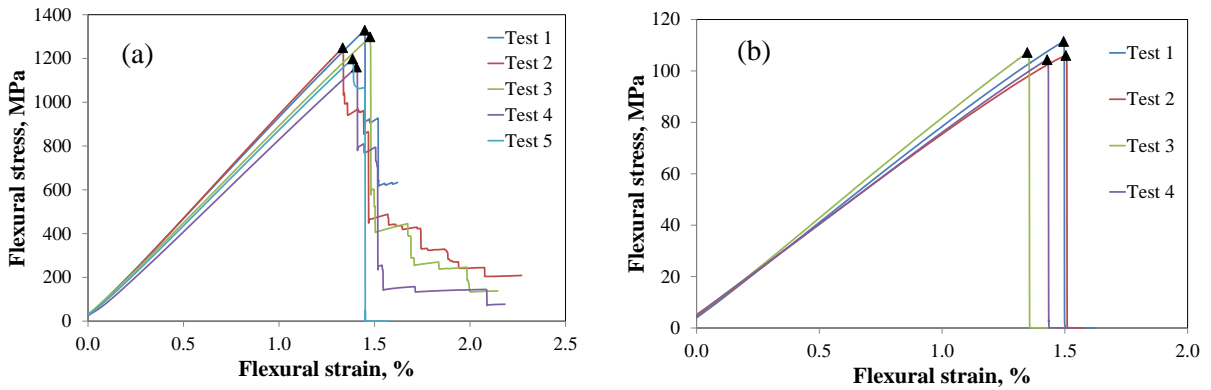 (a)
Flexural stress, MPa
1400
1200
1000
800
600
400
200
0
0.0 0.5 1.0 1.5 2.0 2.5
Flexural strain, %
Test 1
Test 2
Test 3
Test 4
Test 5
(b)
Flexural stress, MPa
120
100
80
60
40
20
0
0.0 0.5 1.0 1.5 2.0
Flexural strain, %
Test 1
Test 2
Test 3
Test 4